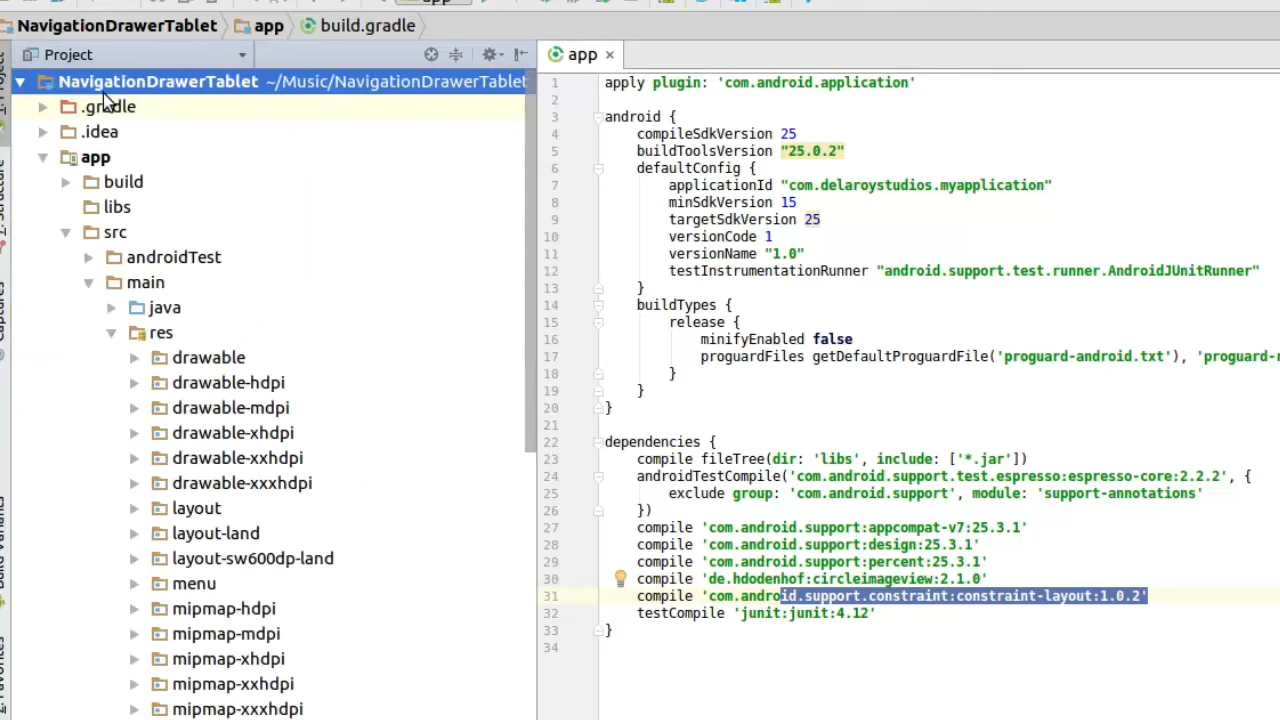 app
NavigationDrawerTablet app build.gradle
Project
app
NavigationDrawerTablet ~/Music/NavigationDrawerTablet
.gradle
.idea
app
build
libs
src
androidTest
main
java
res
drawable
drawable-hdpi
drawable-mdpi
drawable-xhdpi
drawable-xxhdpi
drawable-xxxhdpi
layout
layout-land
layout-sw600dp-land
menu
mipmap-hdpi
mipmap-mdpi
mipmap-xhdpi
mipmap-xxhdpi
mipmap-xxxhdpi
1 apply plugin: 'com.android.application'
2
3 android {
4 compileSdkVersion 25
5 buildToolsVersion "25.0.2"
6 defaultConfig {
7 applicationId "com.delaroystudios.myapplication"
8 minSdkVersion 15
9 targetSdkVersion 25
10 versionCode 1
11 versionName "1.0"
12 testInstrumentationRunner "android.support.test.runner.AndroidJUnitRunner"
13 }
14 buildTypes {
15 release {
16 minifyEnabled false
17 proguardFiles getDefaultProguardFile('proguard-android.txt'), 'proguard-
18 }
19 }
20 }
21
22 dependencies {
23 compile fileTree(dir: 'libs', include: ['*.jar'])
24 androidTestCompile('com.android.support.test.espresso:espresso-core:2.2.2', {
25 exclude group: 'com.android.support', module: 'support-annotations'
26 })
27 compile 'com.android.support:appcompat-v7:25.3.1'
28 compile 'com.android.support:design:25.3.1'
29 compile 'com.android.support:percent:25.3.1'
30 compile 'de.hdodenhof:circleimageview:2.1.0'
31 compile 'com.android.support.constraint:constraint-layout:1.0.2'
32 testCompile 'junit:junit:4.12'
33 }
34
1: Project
7: Structure
Captures
Build Variants
2: Favorites